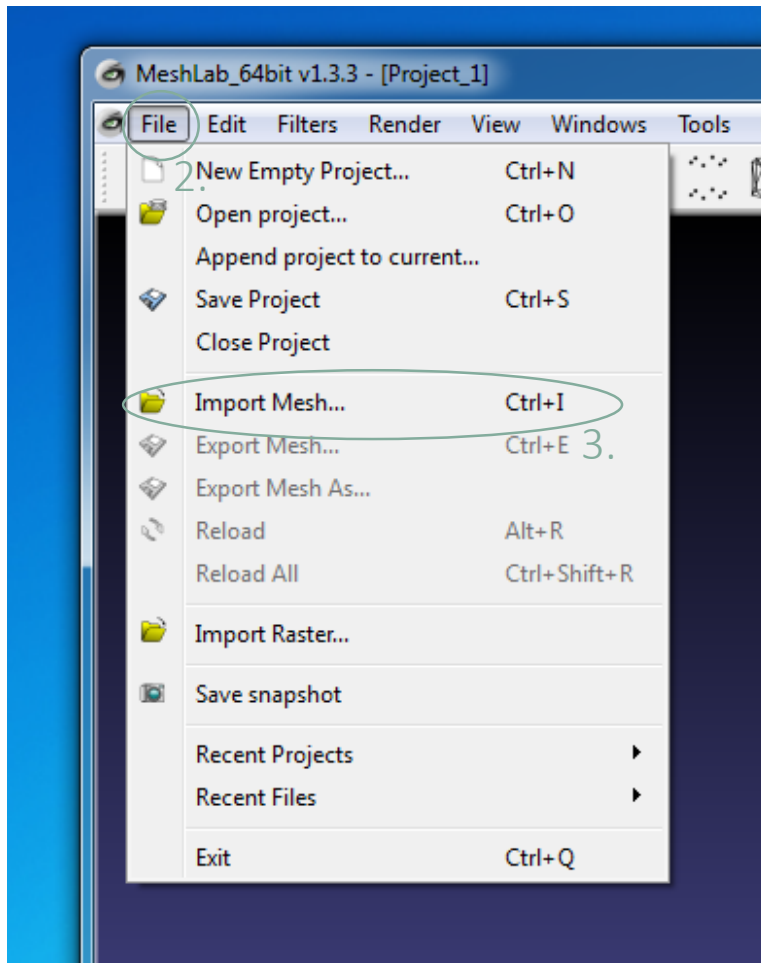 MeshLab_64bit v1.3.3 - [Project_1]
File Edit Filters Render View Windows Tools
2.
New Empty Project... Ctrl+N
Open project... Ctrl+O
Append project to current...
Save Project Ctrl+S
Close Project
Import Mesh... Ctrl+I
3.
Export Mesh... Ctrl+E
Export Mesh As...
Reload Alt+R
Reload All Ctrl+Shift+R
Import Raster...
Save snapshot
Recent Projects
Recent Files
Exit Ctrl+Q